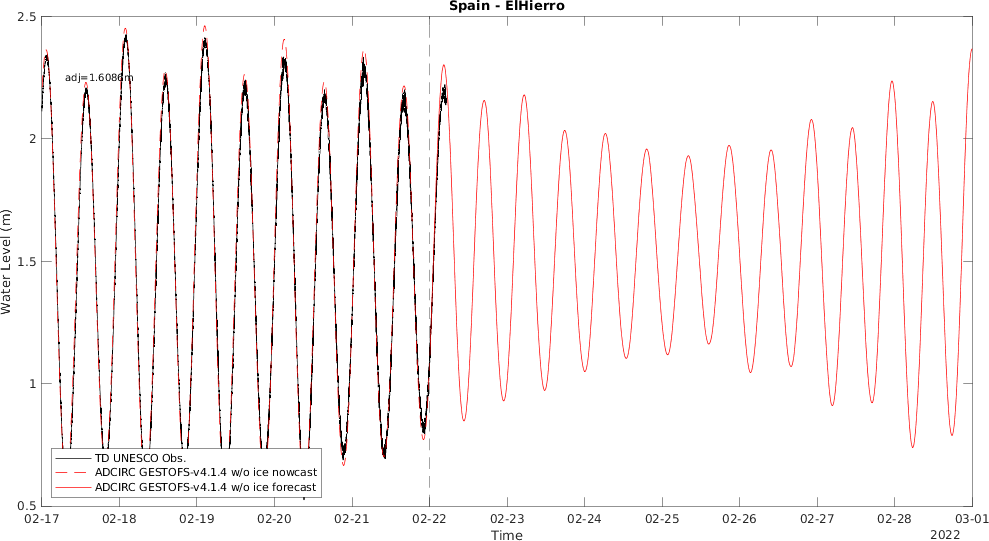 Spain - ElHierro
2.5
adj=1.6086m
2
Water Level (m)
1.5
1
TD UNESCO Obs.
ADCIRC GESTOFS-v4.1.4 w/o ice nowcast
ADCIRC GESTOFS-v4.1.4 w/o ice forecast
0.5
02-17 02-18 02-19 02-20 02-21 02-22 02-23 02-24 02-25 02-26 02-27 02-28 03-01
Time
2022